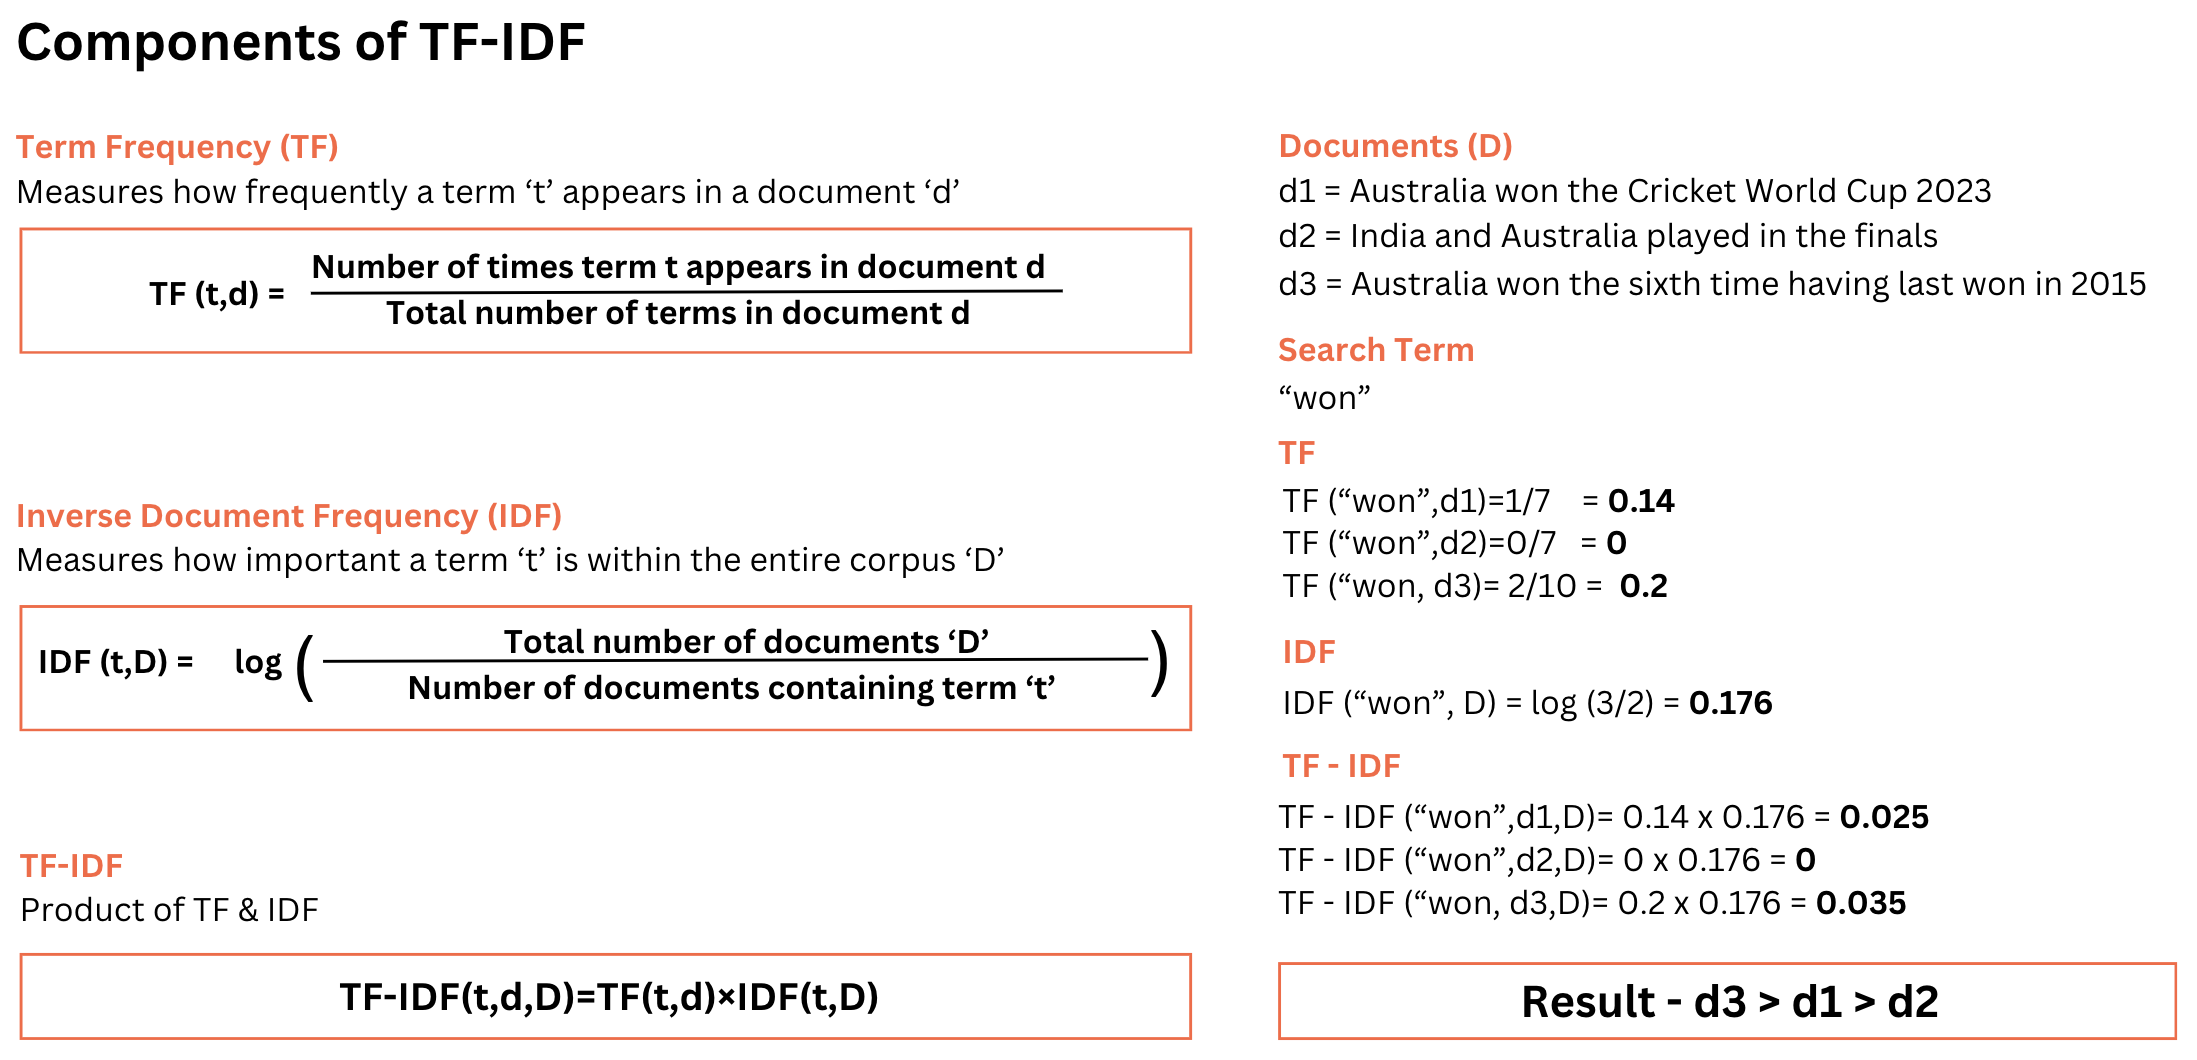 Components of TF-IDF
Term Frequency (TF)
Measures how frequently a term ‘t’ appears in a document ‘d’
TF (t,d) =
Number of times term t appears in document d
Total number of terms in document d
Inverse Document Frequency (IDF)
Measures how important a term ‘t’ is within the entire corpus ‘D’
IDF (t,D) = log (
Total number of documents ‘D’
Number of documents containing term ‘t’
)
TF-IDF
Product of TF & IDF
TF-IDF(t,d,D)=TF(t,d)×IDF(t,D)
Documents (D)
d1 = Australia won the Cricket World Cup 2023
d2 = India and Australia played in the finals
d3 = Australia won the sixth time having last won in 2015
Search Term
“won”
TF
TF (“won”,d1)=1/7 = 0.14
TF (“won”,d2)=0/7 = 0
TF (“won, d3)= 2/10 = 0.2
IDF
IDF (“won”, D) = log (3/2) = 0.176
TF - IDF
TF - IDF (“won”,d1,D)= 0.14 x 0.176 = 0.025
TF - IDF (“won”,d2,D)= 0 x 0.176 = 0
TF - IDF (“won, d3,D)= 0.2 x 0.176 = 0.035
Result - d3 > d1 > d2